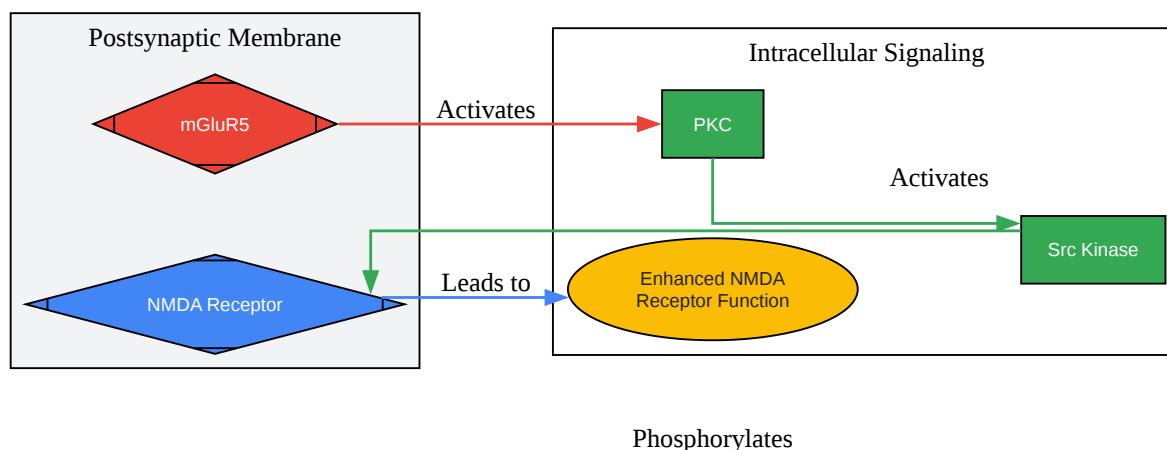 Postsynaptic Membrane
Intracellular Signaling
mGluR5
Activates
PKC
Activates
Src Kinase
NMDA Receptor
Leads to
Enhanced NMDA
Receptor Function
Phosphorylates